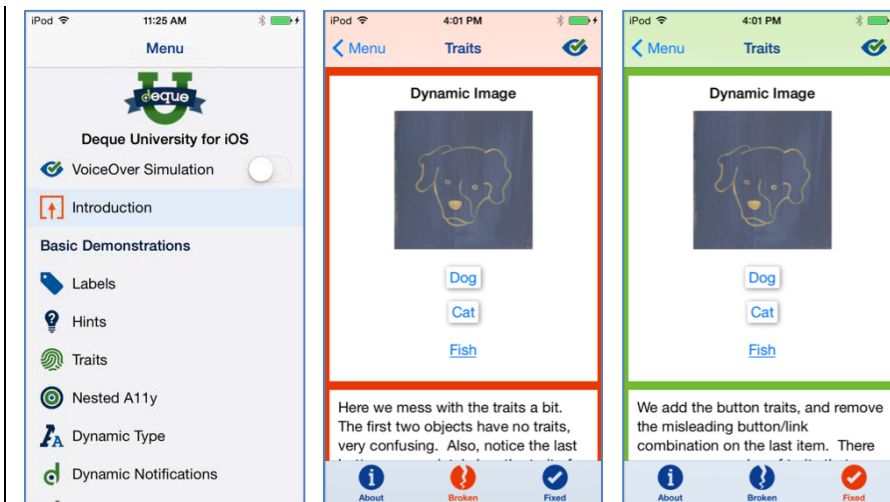 iPod 11:25 AM
Menu
deque
Deque University for iOS
VoiceOver Simulation
Introduction
Basic Demonstrations
Labels
Hints
Traits
Nested A11y
Dynamic Type
Dynamic Notifications
iPod 4:01 PM
Menu Traits
Dynamic Image
Dog
Cat
Fish
Here we mess with the traits a bit.
The first two objects have no traits,
very confusing. Also, notice the last
About Broken Fixed
iPod 4:01 PM
Menu Traits
Dynamic Image
Dog
Cat
Fish
We add the button traits, and remove
the misleading button/link
combination on the last item. There
About Broken Fixed